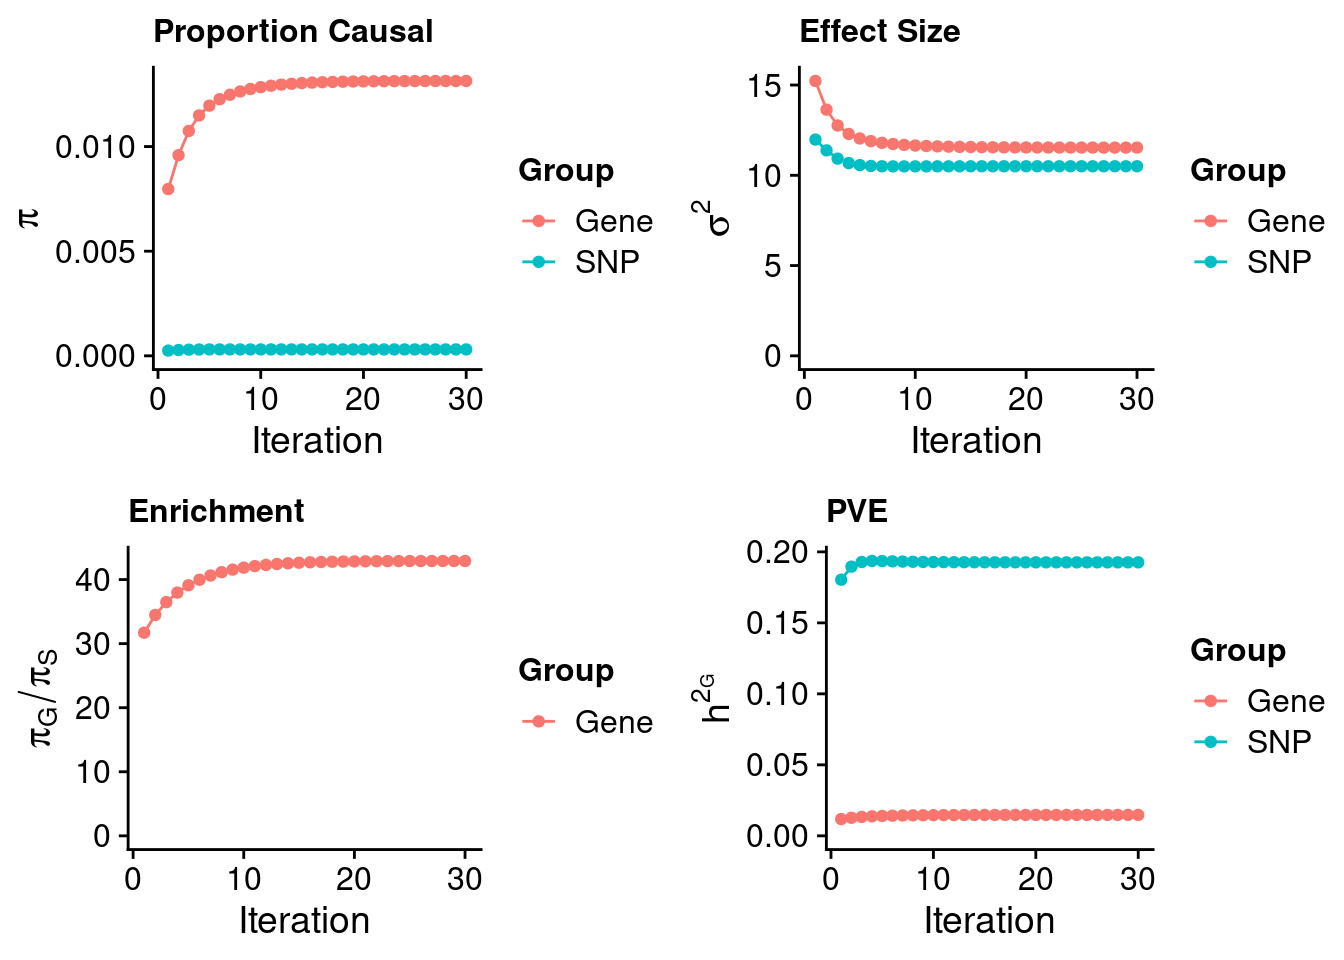 Proportion Causal
π
0.010
0.005
0.000
0 10 20 30
Iteration
Group
Gene
SNP
Effect Size
σ²
15
10
5
0
0 10 20 30
Iteration
Group
Gene
SNP
Enrichment
π_G/π_S
40
30
20
10
0
0 10 20 30
Iteration
Group
Gene
PVE
h^2_G
0.20
0.15
0.10
0.05
0.00
0 10 20 30
Iteration
Group
Gene
SNP